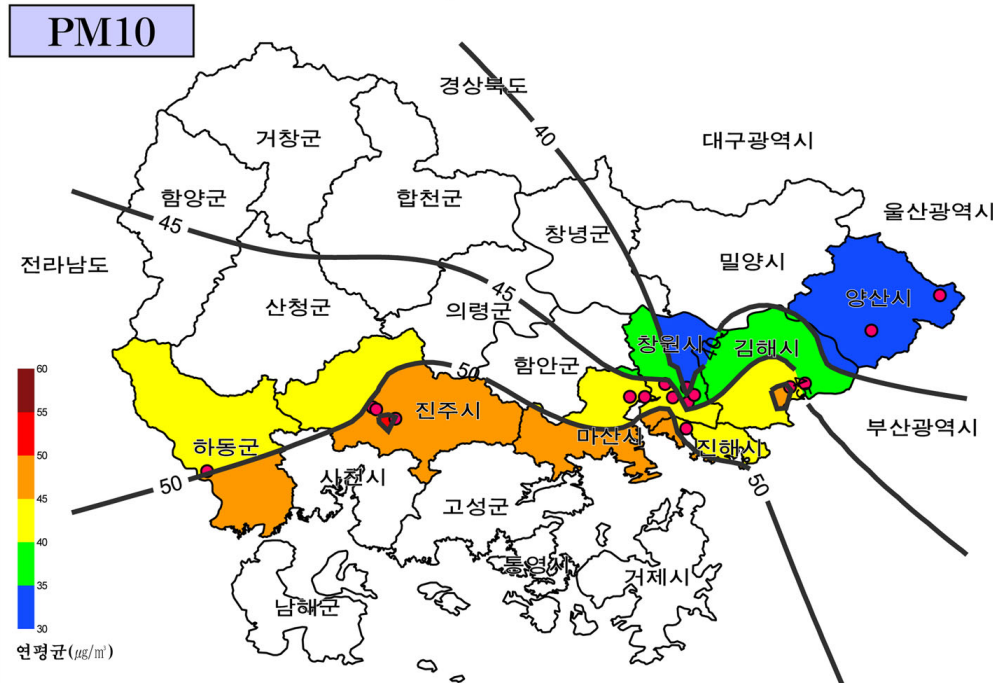 PM10
경상북도
40
대구광역시
거창군
함양군
합천군
울산광역시
45
창녕군
전라남도
밀양시
산청군
의령군
45
양산시
창원시
40
김해시
함안군
50
60
55
50
45
40
35
30
진주시
마산시
부산광역시
하동군
진해시
50
사천시
50
고성군
통영시
거제시
남해군
연평균(㎍/㎥)